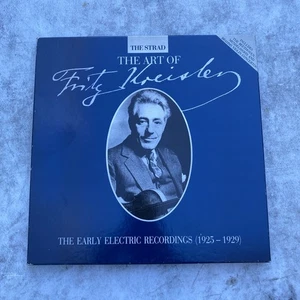 THE STRAD
THE ART OF
Fritz Kreisler
THE EARLY ELECTRIC RECORDINGS (1925 – 1929)